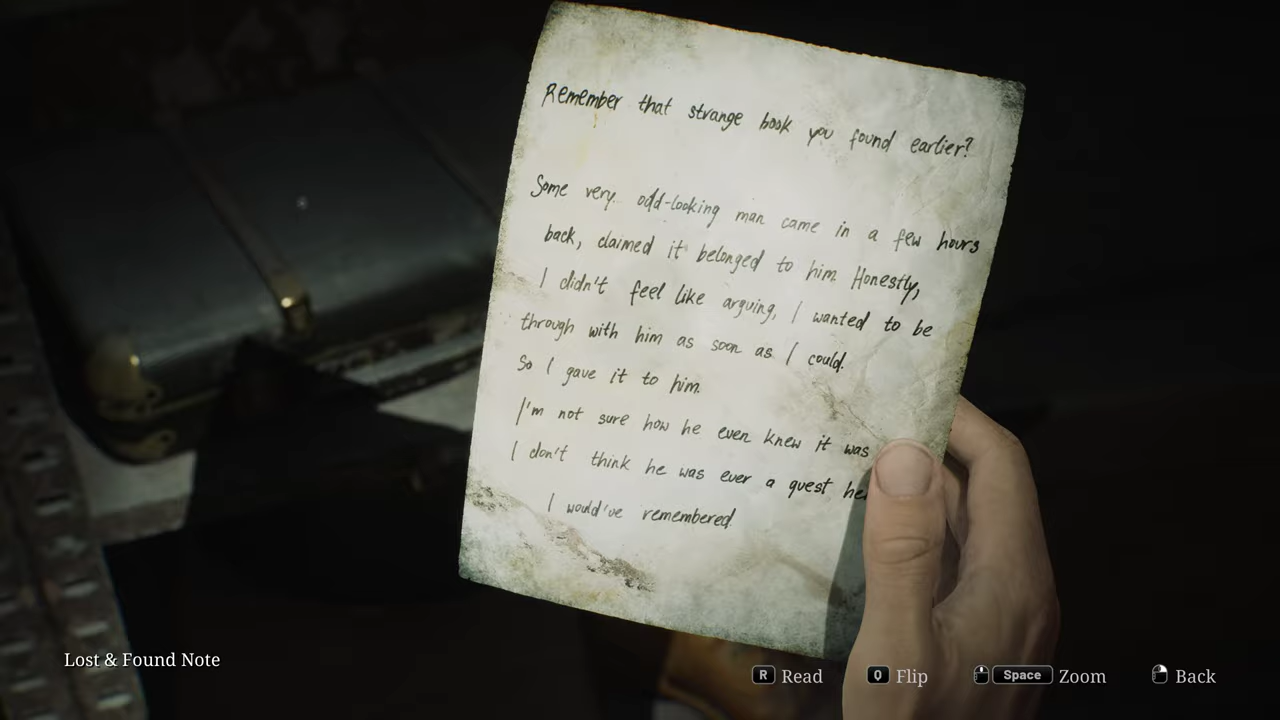 Remember that strange book you found earlier?
Some very odd-looking man came in a few hours
back, claimed it belonged to him. Honestly,
I didn't feel like arguing, I wanted to be
through with him as soon as I could.
So I gave it to him.
I'm not sure how he even knew it was
I don't think he was ever a guest he
I would've remembered.
Lost & Found Note
R Read
Q Flip
Space Zoom
Back